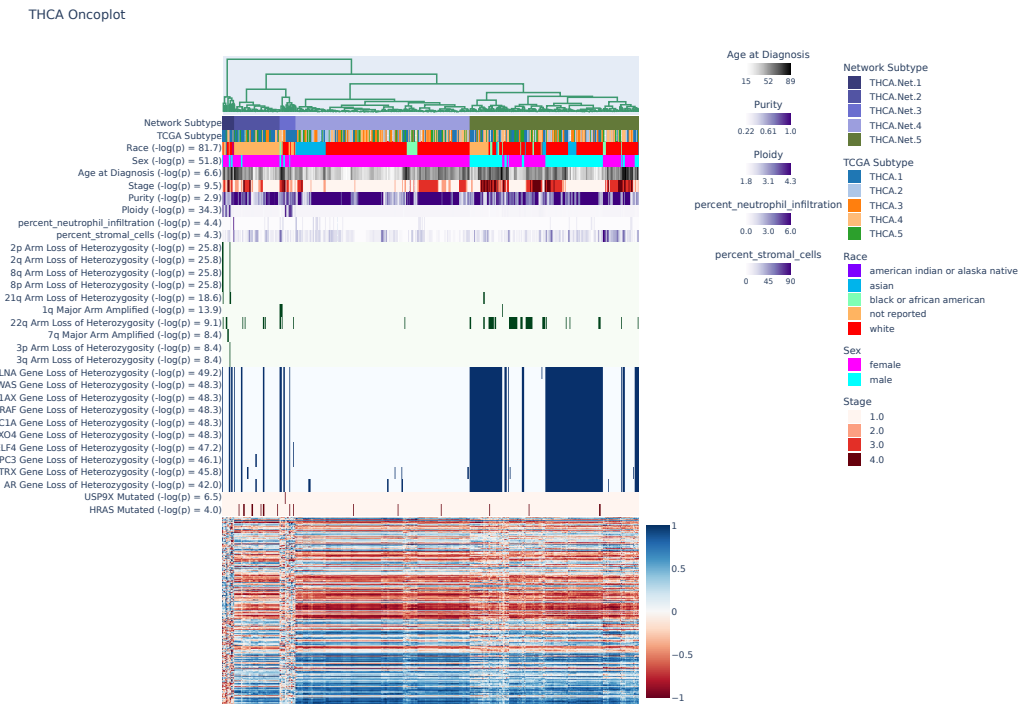 THCA Oncoplot
Network Subtype
TCGA Subtype
Race (-log(p) = 81.7)
Sex (-log(p) = 51.8)
Age at Diagnosis (-log(p) = 6.6)
Stage (-log(p) = 9.5)
Purity (-log(p) = 2.9)
Ploidy (-log(p) = 34.3)
percent_neutrophil_infiltration (-log(p) = 4.4)
percent_stromal_cells (-log(p) = 4.3)
2p Arm Loss of Heterozygosity (-log(p) = 25.8)
2q Arm Loss of Heterozygosity (-log(p) = 25.8)
8q Arm Loss of Heterozygosity (-log(p) = 25.8)
8p Arm Loss of Heterozygosity (-log(p) = 25.8)
21q Arm Loss of Heterozygosity (-log(p) = 18.6)
1q Major Arm Amplified (-log(p) = 13.9)
22q Arm Loss of Heterozygosity (-log(p) = 9.1)
7q Major Arm Amplified (-log(p) = 8.4)
3p Arm Loss of Heterozygosity (-log(p) = 8.4)
3q Arm Loss of Heterozygosity (-log(p) = 8.4)
LNA Gene Loss of Heterozygosity (-log(p) = 49.2)
WAS Gene Loss of Heterozygosity (-log(p) = 48.3)
1AX Gene Loss of Heterozygosity (-log(p) = 48.3)
RAF Gene Loss of Heterozygosity (-log(p) = 48.3)
C1A Gene Loss of Heterozygosity (-log(p) = 48.3)
XO4 Gene Loss of Heterozygosity (-log(p) = 48.3)
LF4 Gene Loss of Heterozygosity (-log(p) = 47.2)
PC3 Gene Loss of Heterozygosity (-log(p) = 46.1)
TRX Gene Loss of Heterozygosity (-log(p) = 45.8)
AR Gene Loss of Heterozygosity (-log(p) = 42.0)
USP9X Mutated (-log(p) = 6.5)
HRAS Mutated (-log(p) = 4.0)
1
0.5
0
−0.5
−1
Age at Diagnosis
15 52 89
Purity
0.22 0.61 1.0
Ploidy
1.8 3.1 4.3
percent_neutrophil_infiltration
0.0 3.0 6.0
percent_stromal_cells
0 45 90
Network Subtype
THCA.Net.1
THCA.Net.2
THCA.Net.3
THCA.Net.4
THCA.Net.5
TCGA Subtype
THCA.1
THCA.2
THCA.3
THCA.4
THCA.5
Race
american indian or alaska native
asian
black or african american
not reported
white
Sex
female
male
Stage
1.0
2.0
3.0
4.0